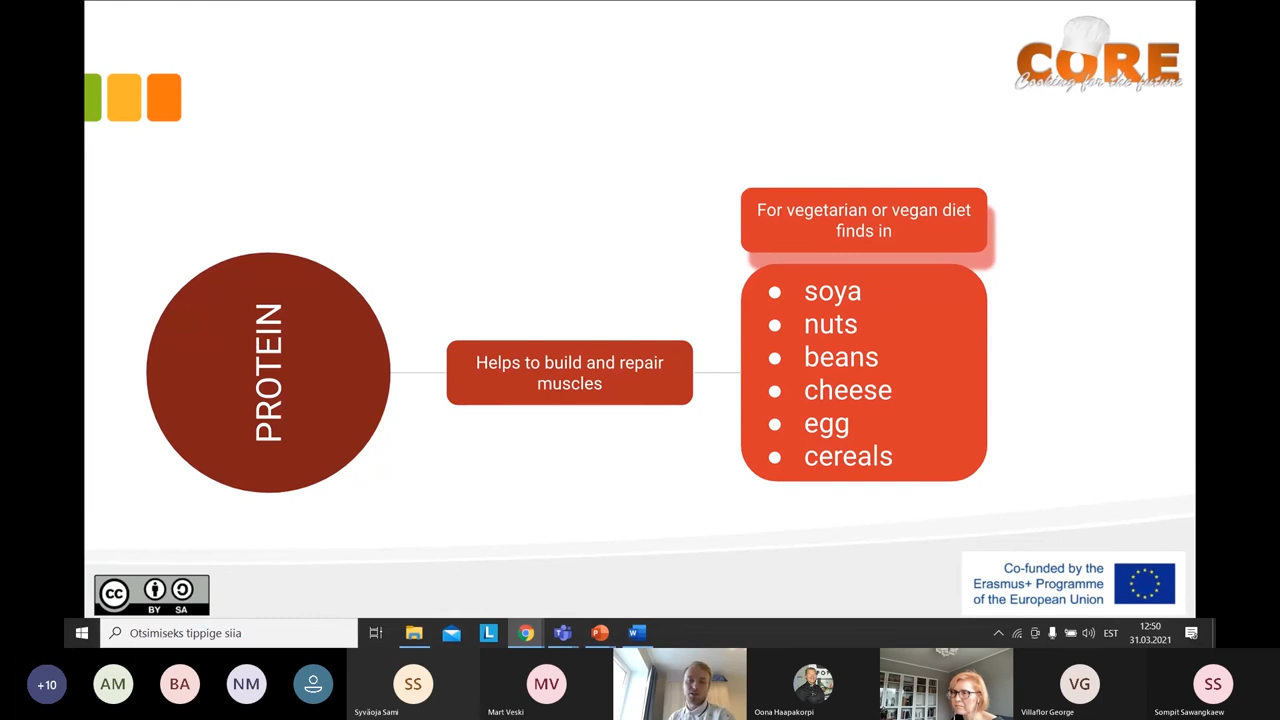 CORE
Cooking for the future
For vegetarian or vegan diet
finds in
PROTEIN
Helps to build and repair
muscles
● soya
● nuts
● beans
● cheese
● egg
● cereals
cc
BY SA
Co-funded by the
Erasmus+ Programme
of the European Union
Otsimiseks tippige siia
L
EST
12:50
31.03.2021
+10
AM
BA
NM
SS
Syväoja Sami
MV
Mart Veski
Oona Haapakorpi
VG
Villaflor George
SS
Sompit Sawangkaew